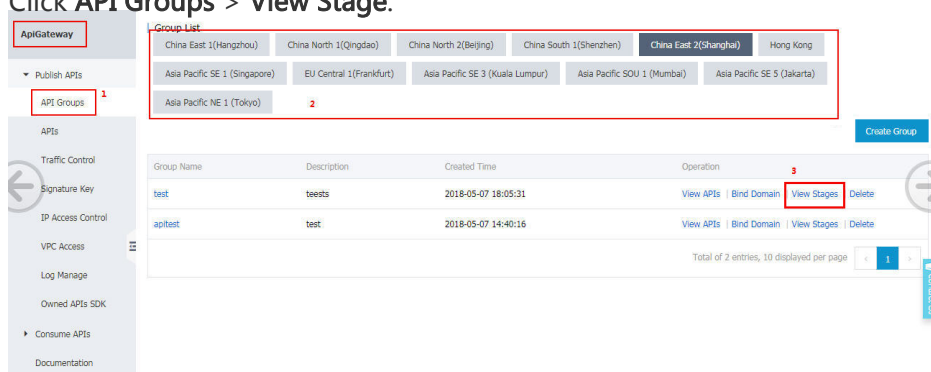 Click API Groups > View Stage.
ApiGateway
Group List
China East 1(Hangzhou) China North 1(Qingdao) China North 2(Beijing) China South 1(Shenzhen) China East 2(Shanghai) Hong Kong
Publish APIs
Asia Pacific SE 1 (Singapore) EU Central 1(Frankfurt) Asia Pacific SE 3 (Kuala Lumpur) Asia Pacific SOU 1 (Mumbai) Asia Pacific SE 5 (Jakarta)
API Groups 1
Asia Pacific NE 1 (Tokyo) 2
APIs
Create Group
Traffic Control
Group Name Description Created Time Operation 3
Signature Key
test teests 2018-05-07 18:05:31 View APIs | Bind Domain | View Stages | Delete
IP Access Control
apitest test 2018-05-07 14:40:16 View APIs | Bind Domain | View Stages | Delete
VPC Access
Total of 2 entries, 10 displayed per page ‹ 1 ›
Log Manage
Owned APIs SDK
Consume APIs
Documentation